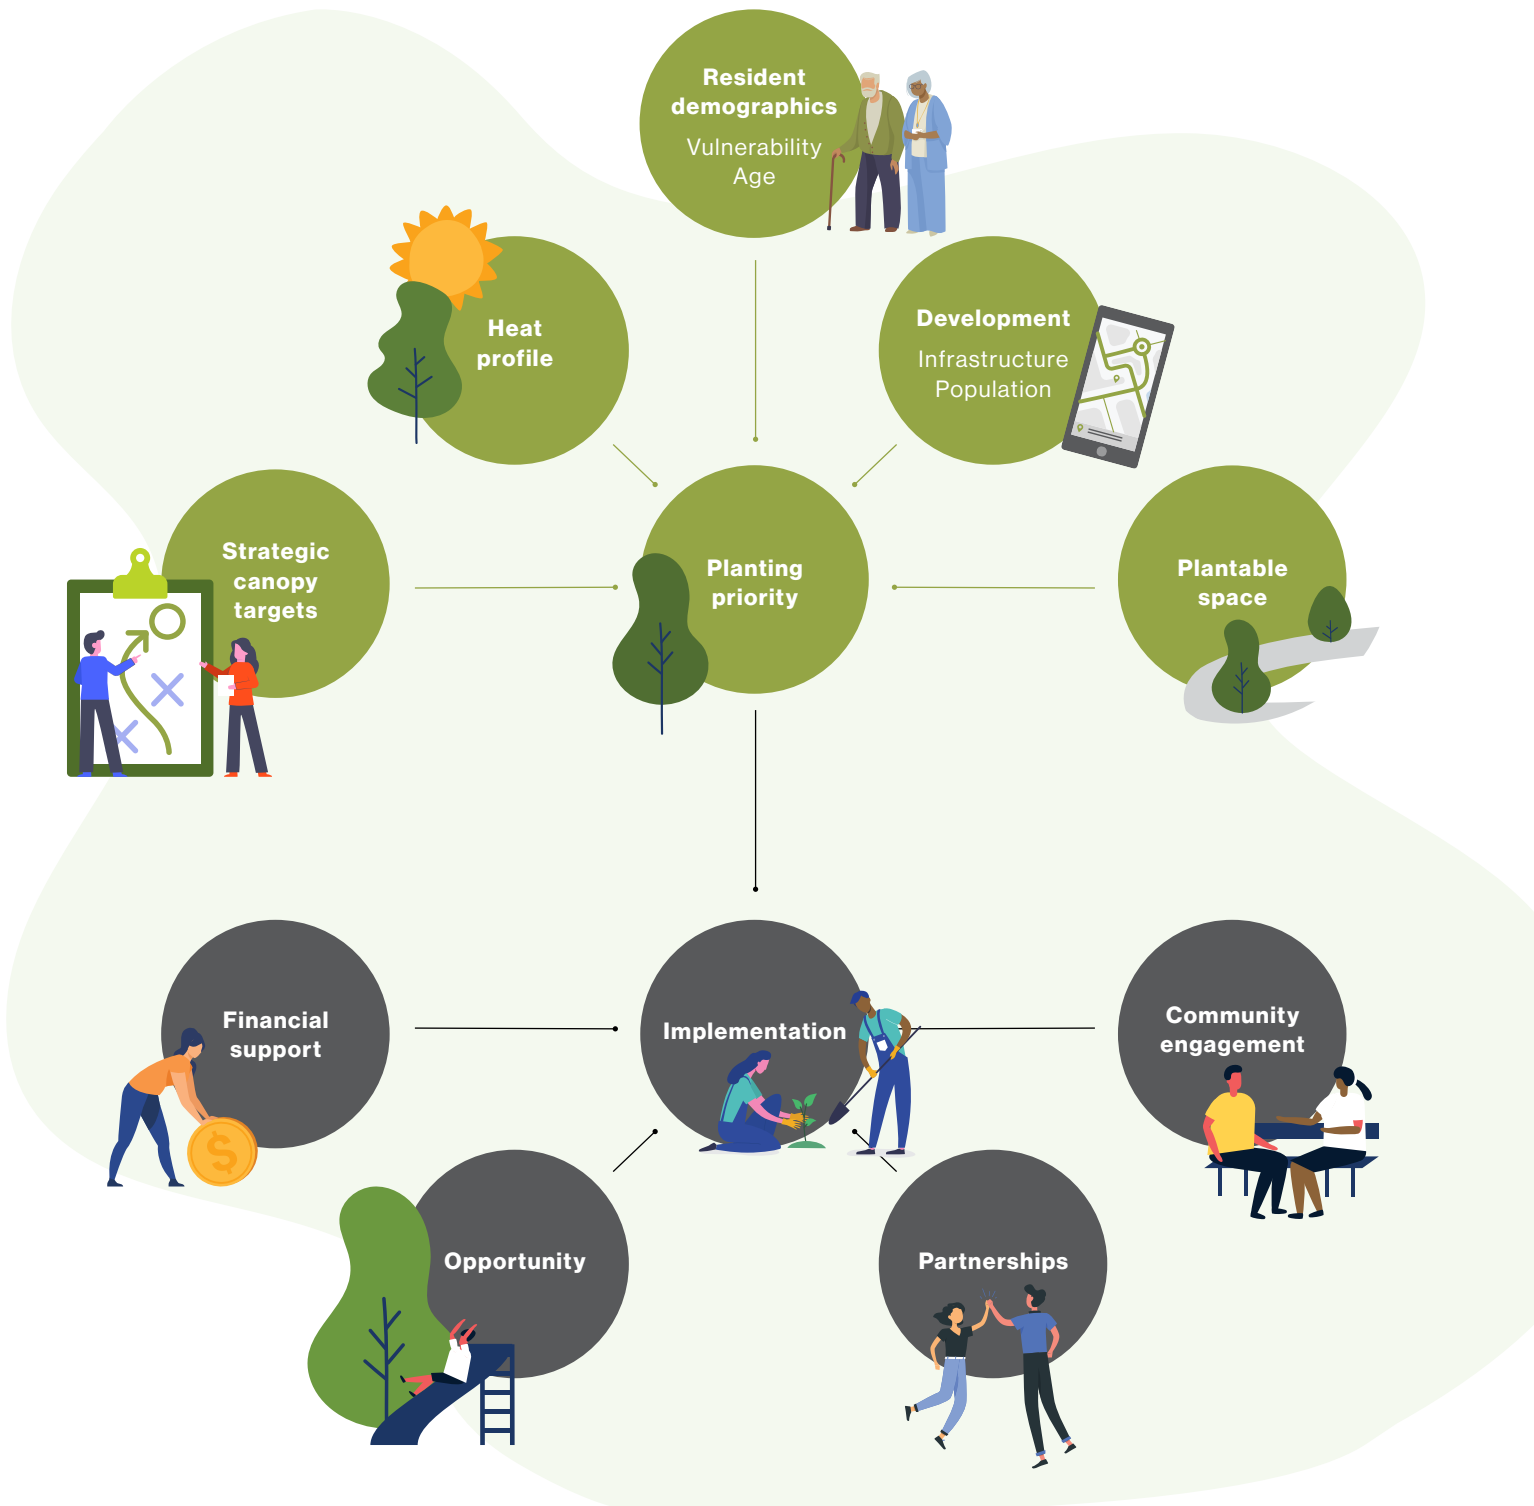 Resident
demographics
Vulnerability
Age
Heat
profile
Development
Infrastructure
Population
Strategic
canopy
targets
Planting
priority
Plantable
space
Financial
support
Implementation
Community
engagement
Opportunity
Partnerships
$